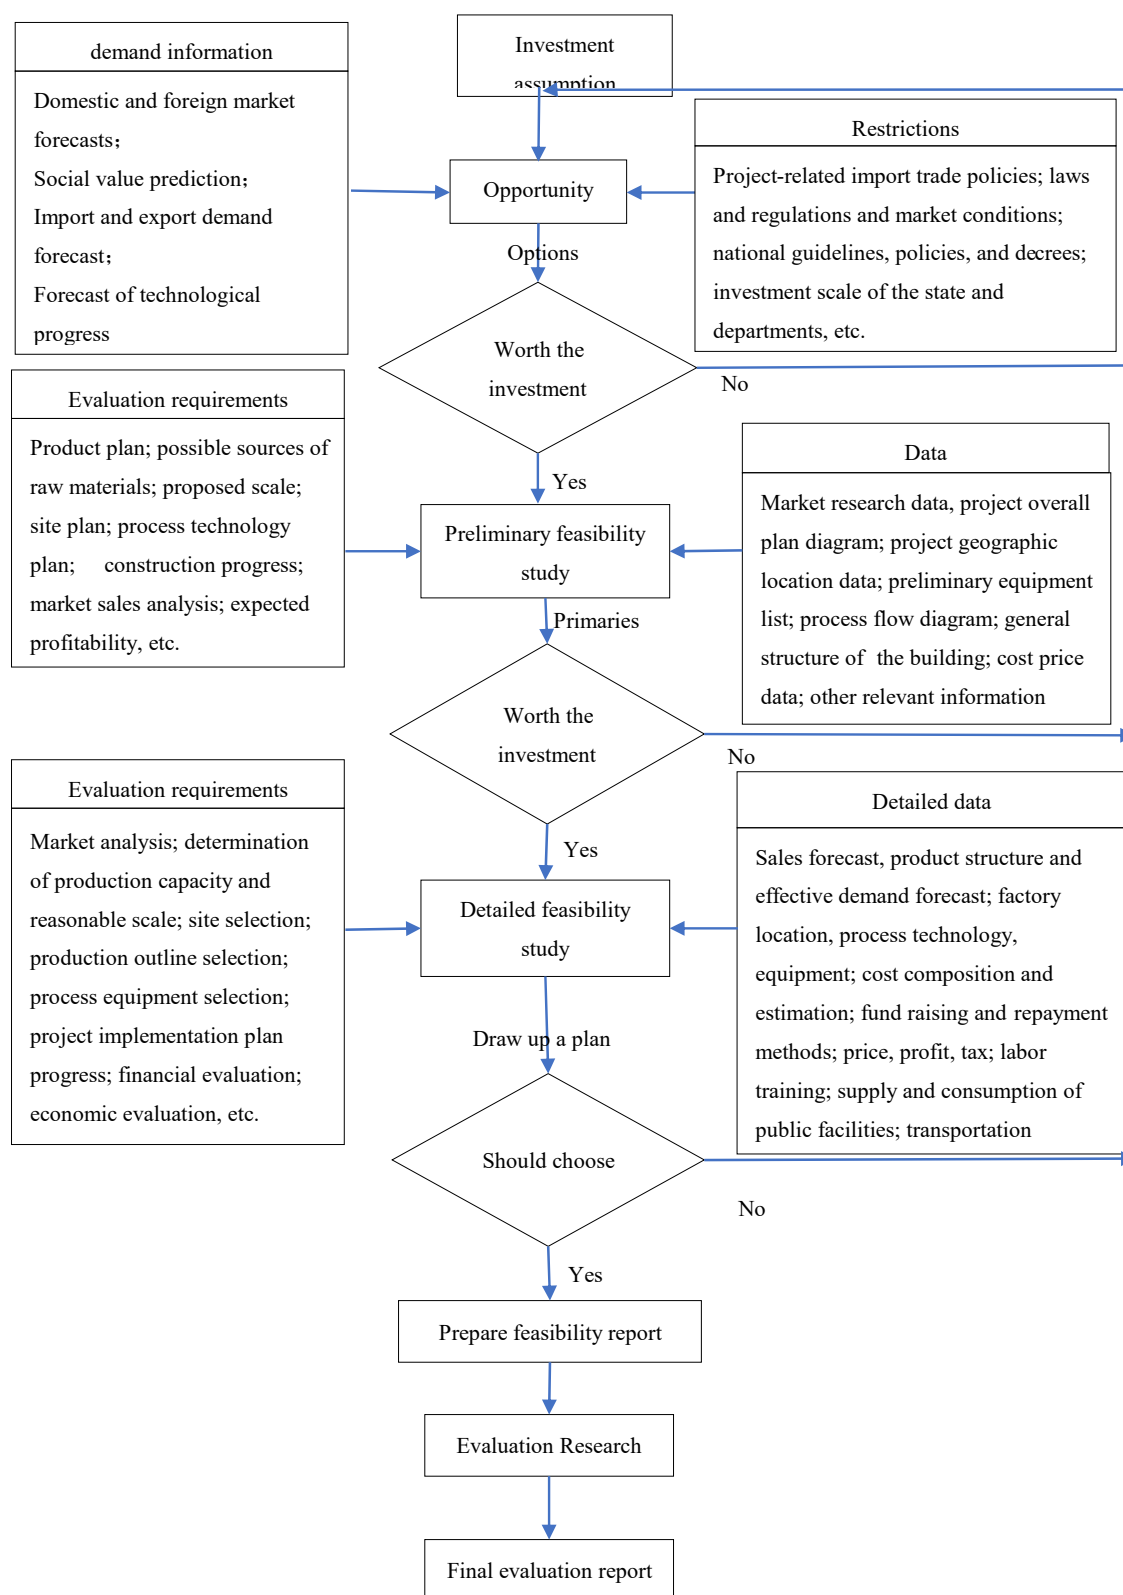 demand information
Domestic and foreign market
forecasts；
Social value prediction；
Import and export demand
forecast；
Forecast of technological
progress
Investment
assumption
Restrictions
Project-related import trade policies; laws
and regulations and market conditions;
national guidelines, policies, and decrees;
investment scale of the state and
departments, etc.
Opportunity
Options
Worth the
investment
No
Yes
Evaluation requirements
Product plan; possible sources of
raw materials; proposed scale;
site plan; process technology
plan; construction progress;
market sales analysis; expected
profitability, etc.
Preliminary feasibility
study
Data
Market research data, project overall
plan diagram; project geographic
location data; preliminary equipment
list; process flow diagram; general
structure of the building; cost price
data; other relevant information
Primaries
Worth the
investment
No
Yes
Evaluation requirements
Market analysis; determination
of production capacity and
reasonable scale; site selection;
production outline selection;
process equipment selection;
project implementation plan
progress; financial evaluation;
economic evaluation, etc.
Detailed feasibility
study
Detailed data
Sales forecast, product structure and
effective demand forecast; factory
location, process technology,
equipment; cost composition and
estimation; fund raising and repayment
methods; price, profit, tax; labor
training; supply and consumption of
public facilities; transportation
Draw up a plan
Should choose
No
Yes
Prepare feasibility report
Evaluation Research
Final evaluation report